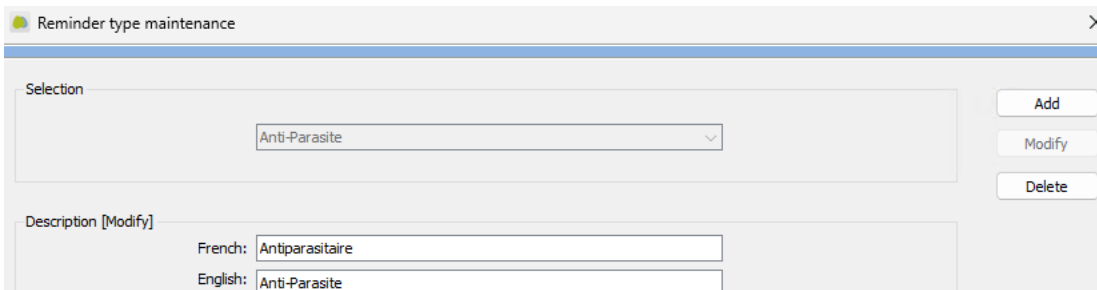 Reminder type maintenance
Selection
Add
Anti-Parasite
Modify
Delete
Description [Modify]
French: Antiparasitaire
English: Anti-Parasite